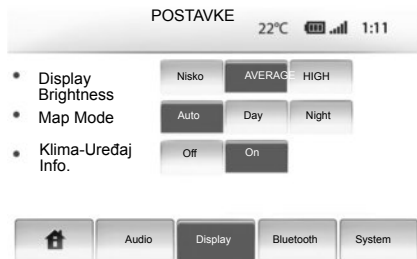 POSTAVKE
22°C 1:11
Display Brightness Nisko AVERAGE HIGH
Map Mode Auto Day Night
Klima-Uređaj Info. Off On
Audio Display Bluetooth System